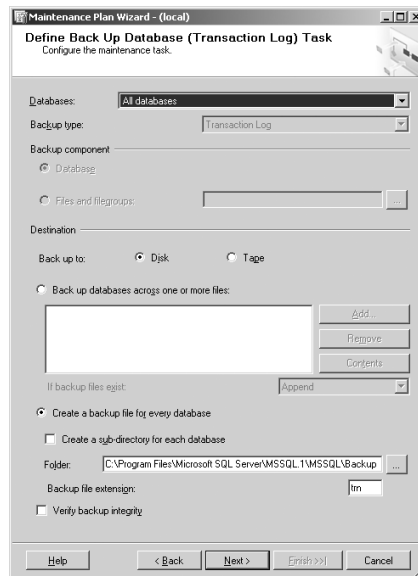 Maintenance Plan Wizard - (local)
Define Back Up Database (Transaction Log) Task
Configure the maintenance task.
Databases: All databases
Backup type: Transaction Log
Backup component
Database
Files and filegroups: ...
Destination
Back up to: Disk Tape
Back up databases across one or more files:
Add...
Remove
Contents
If backup files exist: Append
Create a backup file for every database
Create a sub-directory for each database
Folder: C:\Program Files\Microsoft SQL Server\MSSQL.1\MSSQL\Backup ...
Backup file extension: trn
Verify backup integrity
Help < Back Next > Finish >>| Cancel